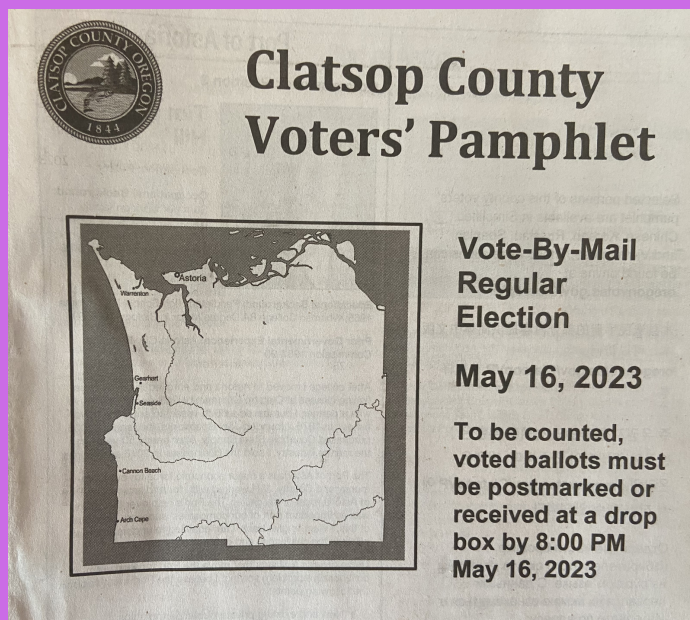 CLATSOP COUNTY OREGON
1844
Clatsop County
Voters’ Pamphlet
Astoria
Warrenton
Gearhart
Seaside
Cannon Beach
Arch Cape
Vote-By-Mail
Regular
Election
May 16, 2023
To be counted,
voted ballots must
be postmarked or
received at a drop
box by 8:00 PM
May 16, 2023